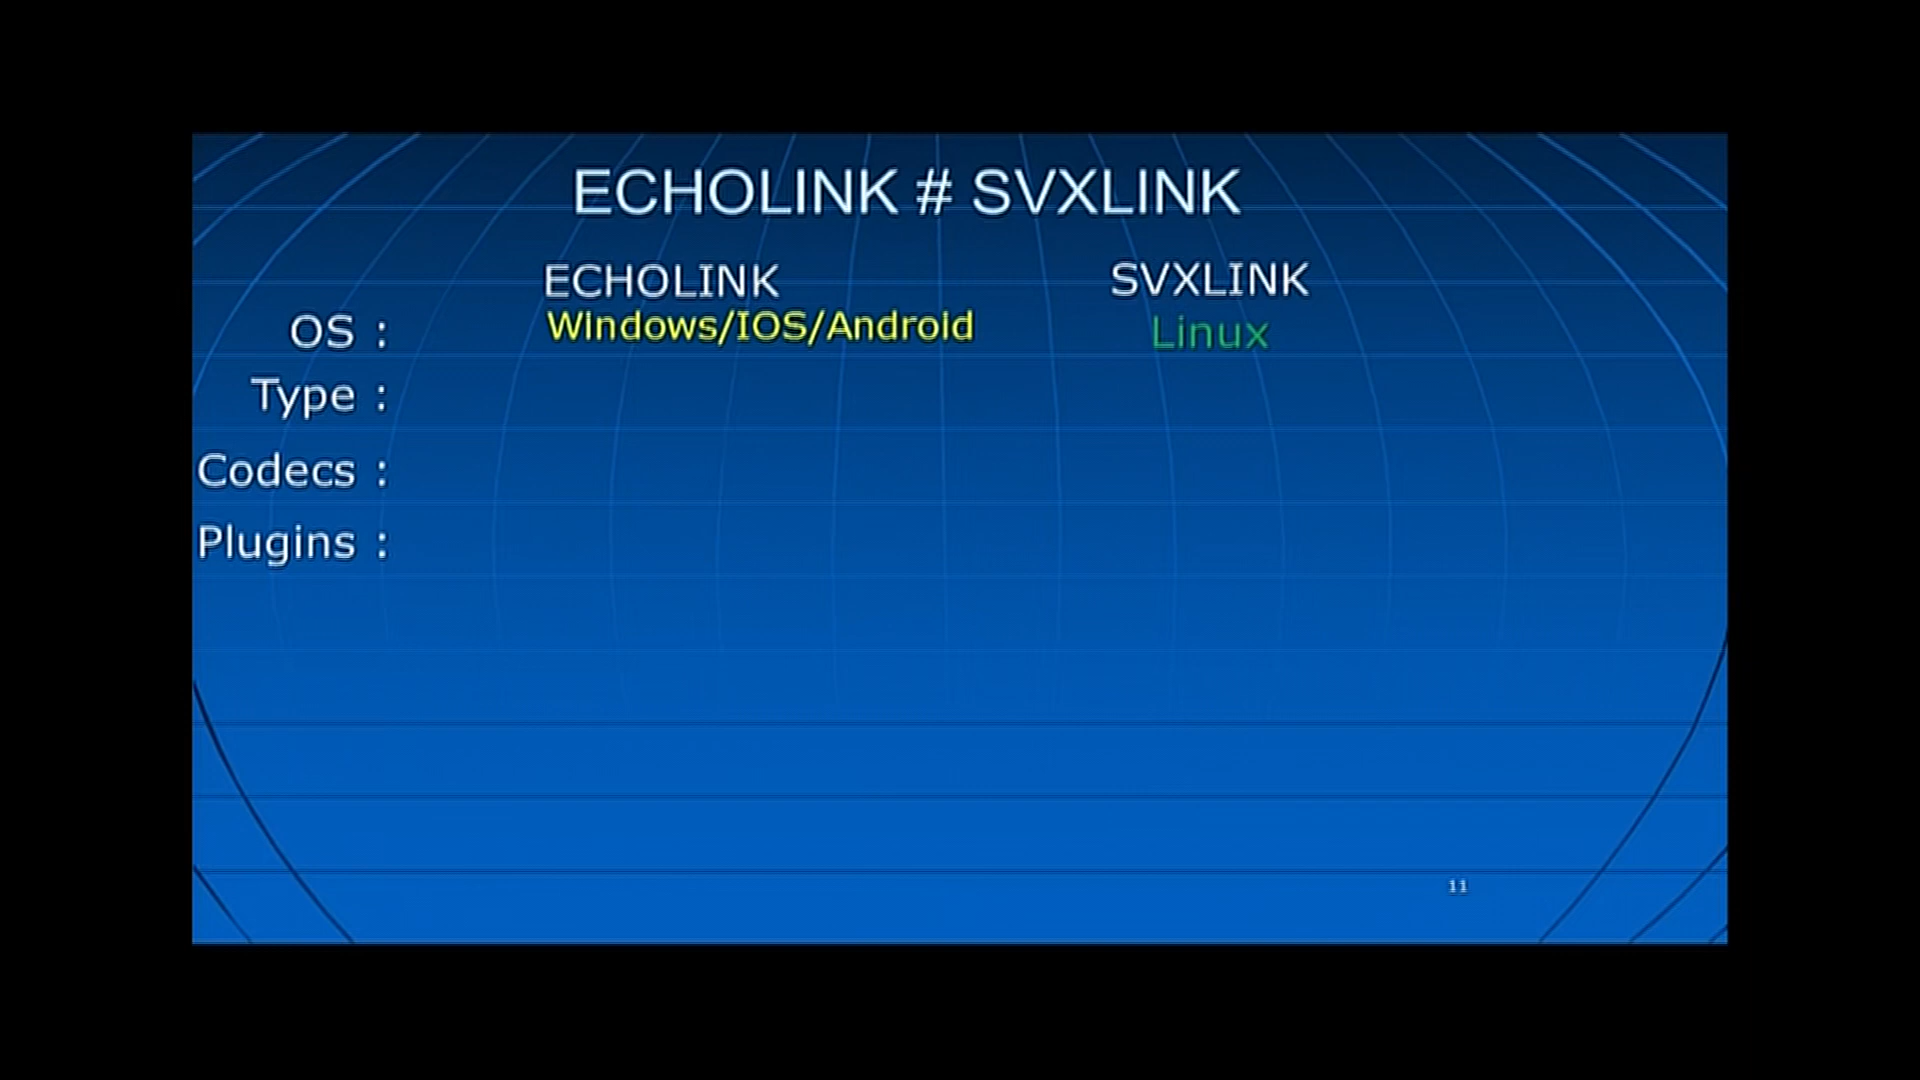 ECHOLINK # SVXLINK
ECHOLINK SVXLINK
OS : Windows/IOS/Android Linux
Type :
Codecs :
Plugins :
11